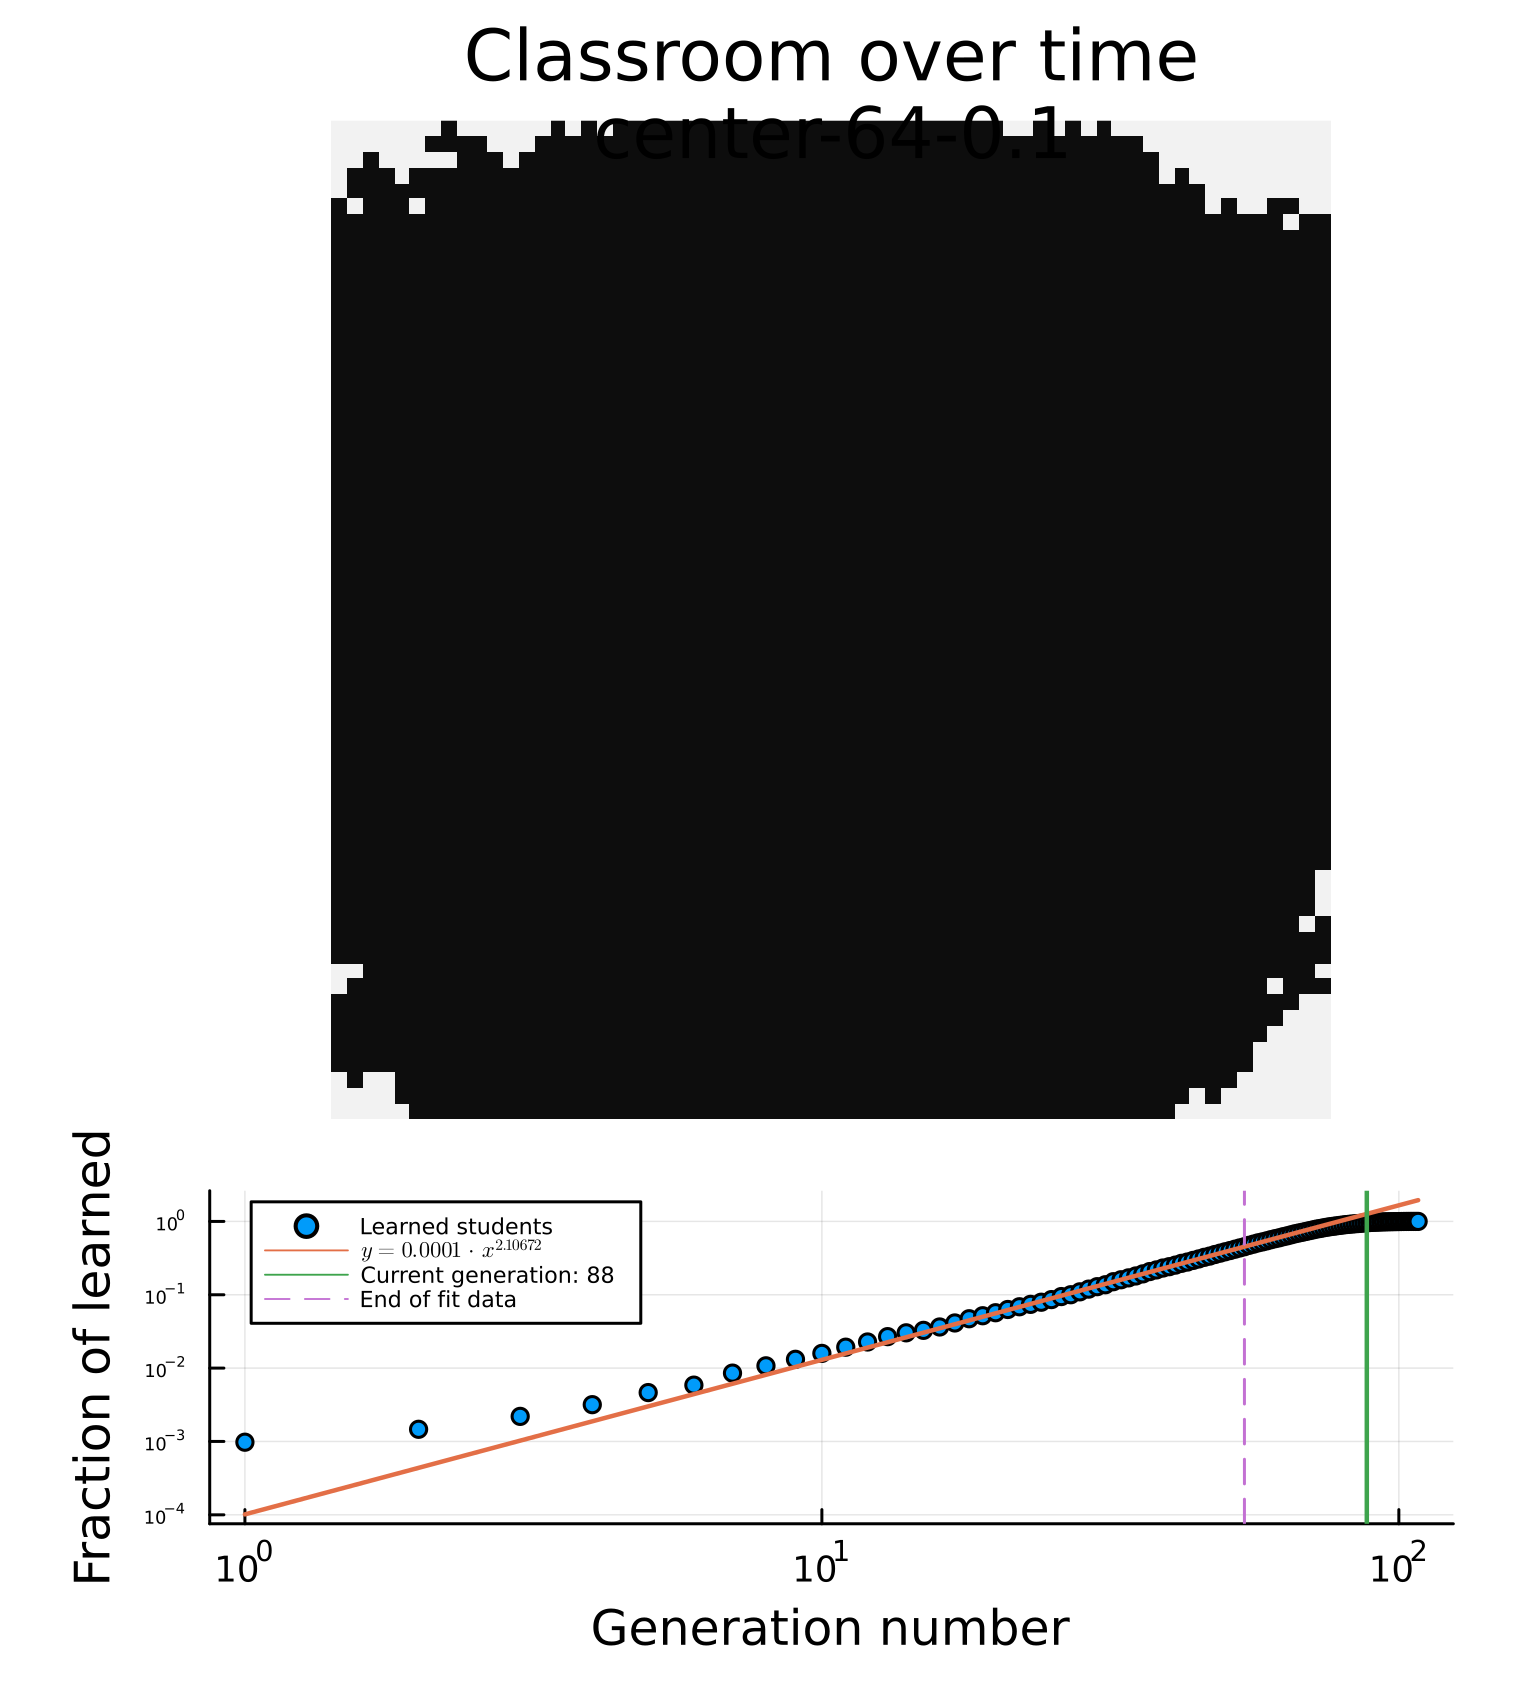 Classroom over time
center-64-0.1
Fraction of learned
10^0
10^-1
10^-2
10^-3
10^-4
Learned students
y = 0.0001 · x^2.10672
Current generation: 88
End of fit data
10^0 10^1 10^2
Generation number